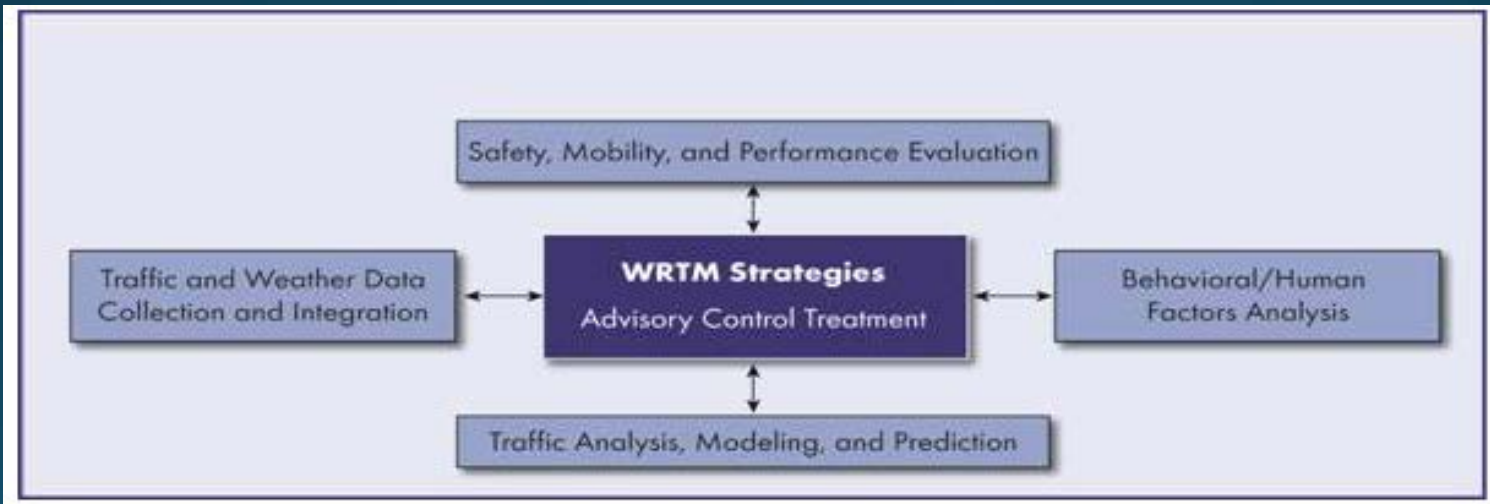 Safety, Mobility, and Performance Evaluation
Traffic and Weather Data
Collection and Integration
WRTM Strategies
Advisory Control Treatment
Behavioral/Human
Factors Analysis
Traffic Analysis, Modeling, and Prediction